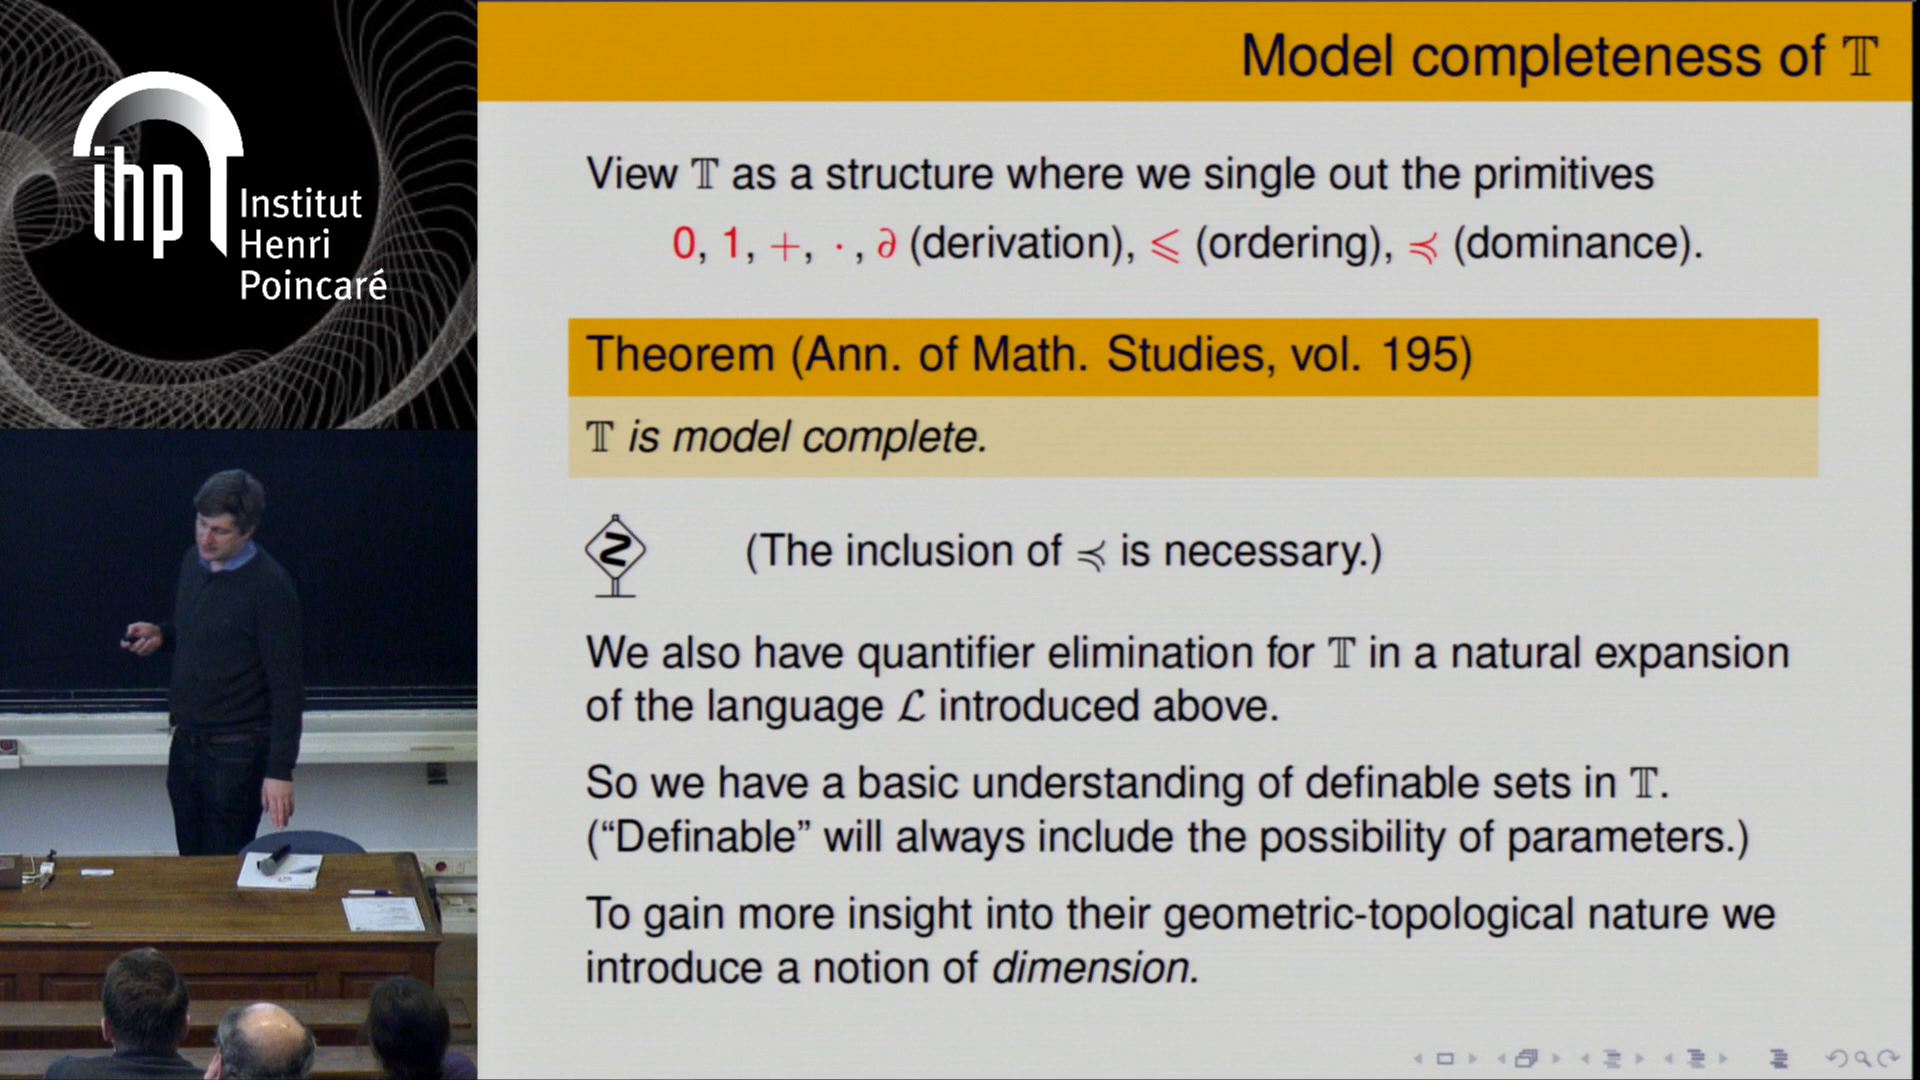 ihp
Institut
Henri
Poincaré
Model completeness of 𝕋
View 𝕋 as a structure where we single out the primitives
0, 1, +, ·, ∂ (derivation), ⩽ (ordering), ≼ (dominance).
Theorem (Ann. of Math. Studies, vol. 195)
𝕋 is model complete.
(The inclusion of ≼ is necessary.)
We also have quantifier elimination for 𝕋 in a natural expansion
of the language ℒ introduced above.
So we have a basic understanding of definable sets in 𝕋.
(“Definable” will always include the possibility of parameters.)
To gain more insight into their geometric-topological nature we
introduce a notion of dimension.